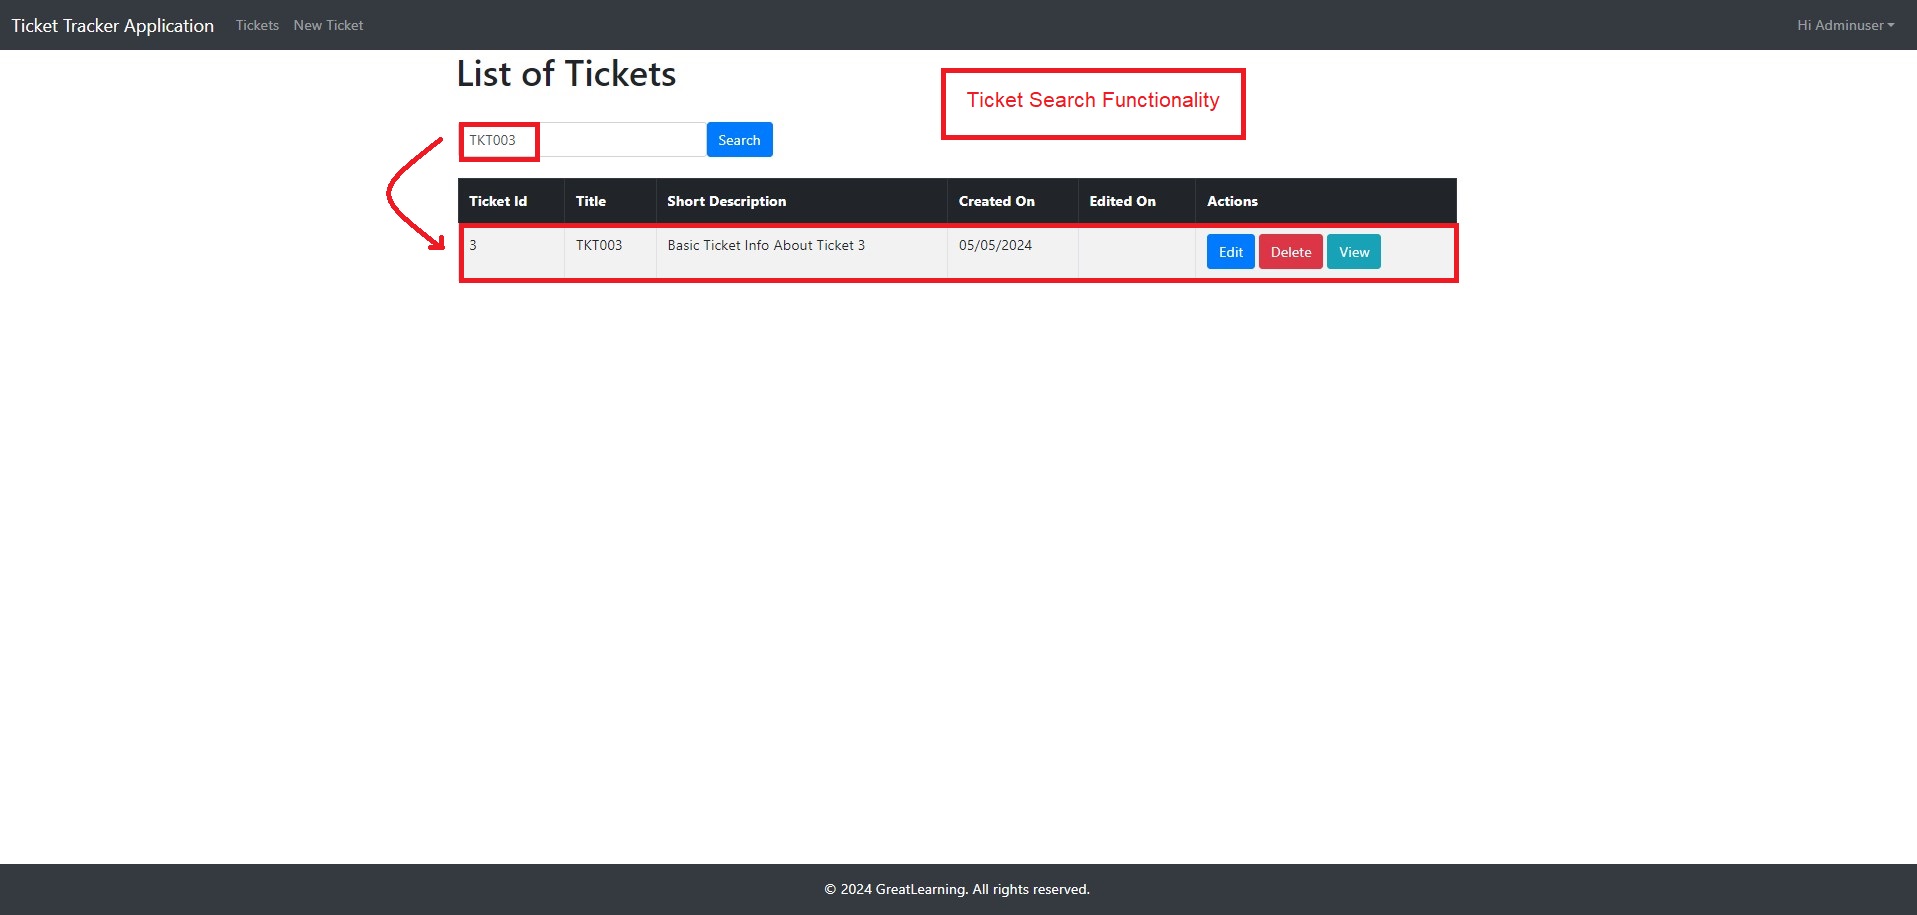 Ticket Tracker Application Tickets New Ticket Hi Adminuser
List of Tickets
Ticket Search Functionality
TKT003 Search
Ticket Id Title Short Description Created On Edited On Actions
3 TKT003 Basic Ticket Info About Ticket 3 05/05/2024 Edit Delete View
© 2024 GreatLearning. All rights reserved.